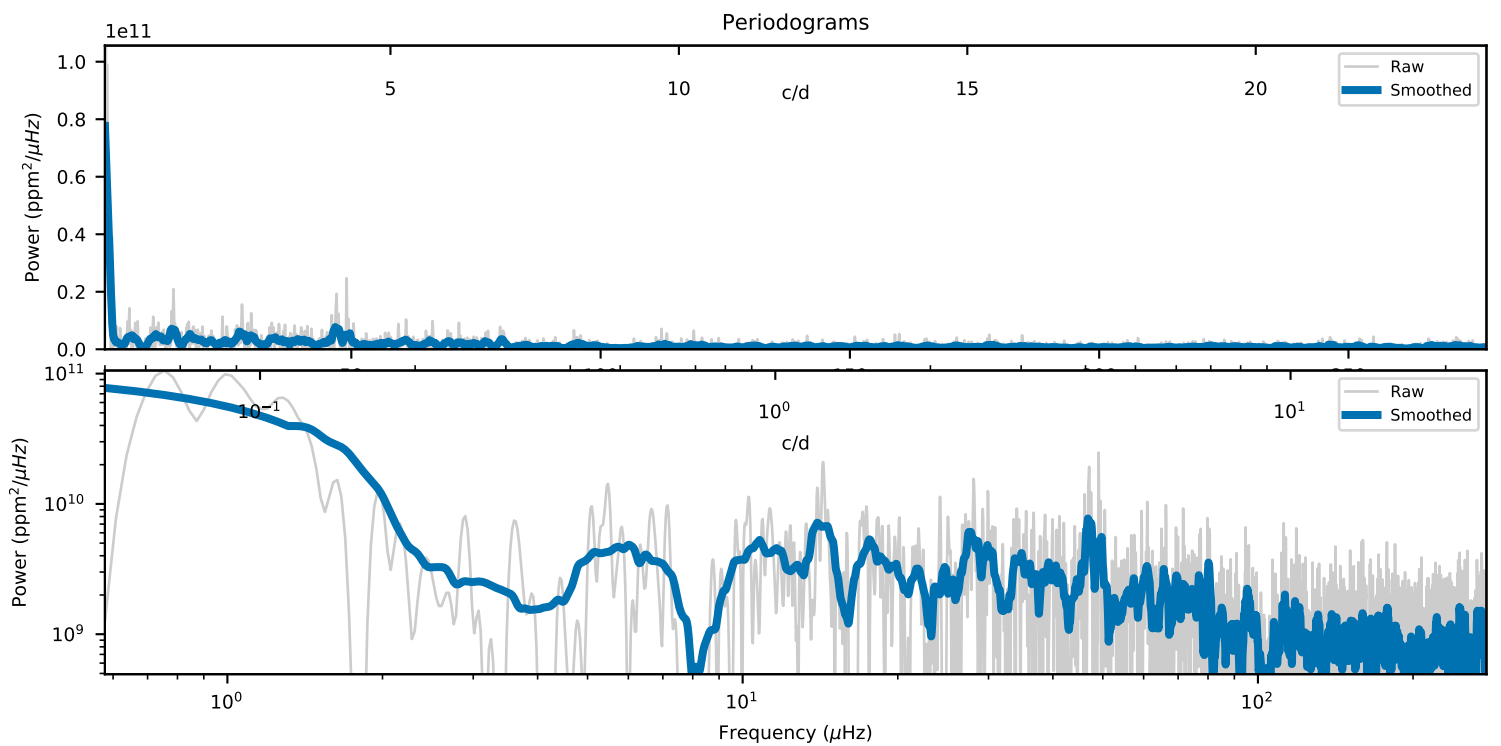 Periodograms
1e11
1.0
0.8
0.6
0.4
0.2
0.0
Power (ppm²/μHz)
5
10
15
20
c/d
Raw
Smoothed
10¹¹
10¹⁰
10⁹
Power (ppm²/μHz)
10⁻¹
10⁰
10¹
c/d
Raw
Smoothed
10⁰
10¹
10²
Frequency (μHz)